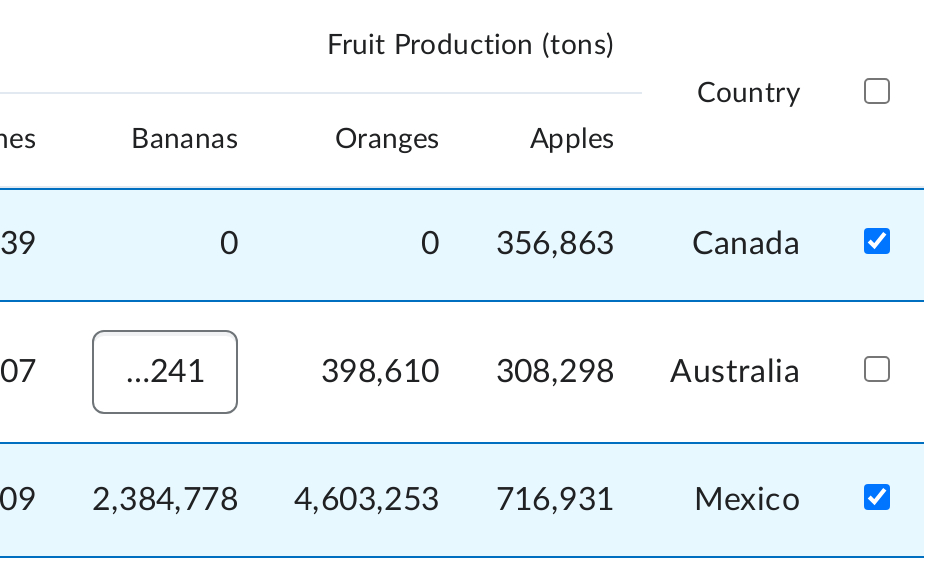 Fruit Production (tons)
Country
Bananas Oranges Apples
39 0 0 356,863 Canada
07 ...241 398,610 308,298 Australia
09 2,384,778 4,603,253 716,931 Mexico